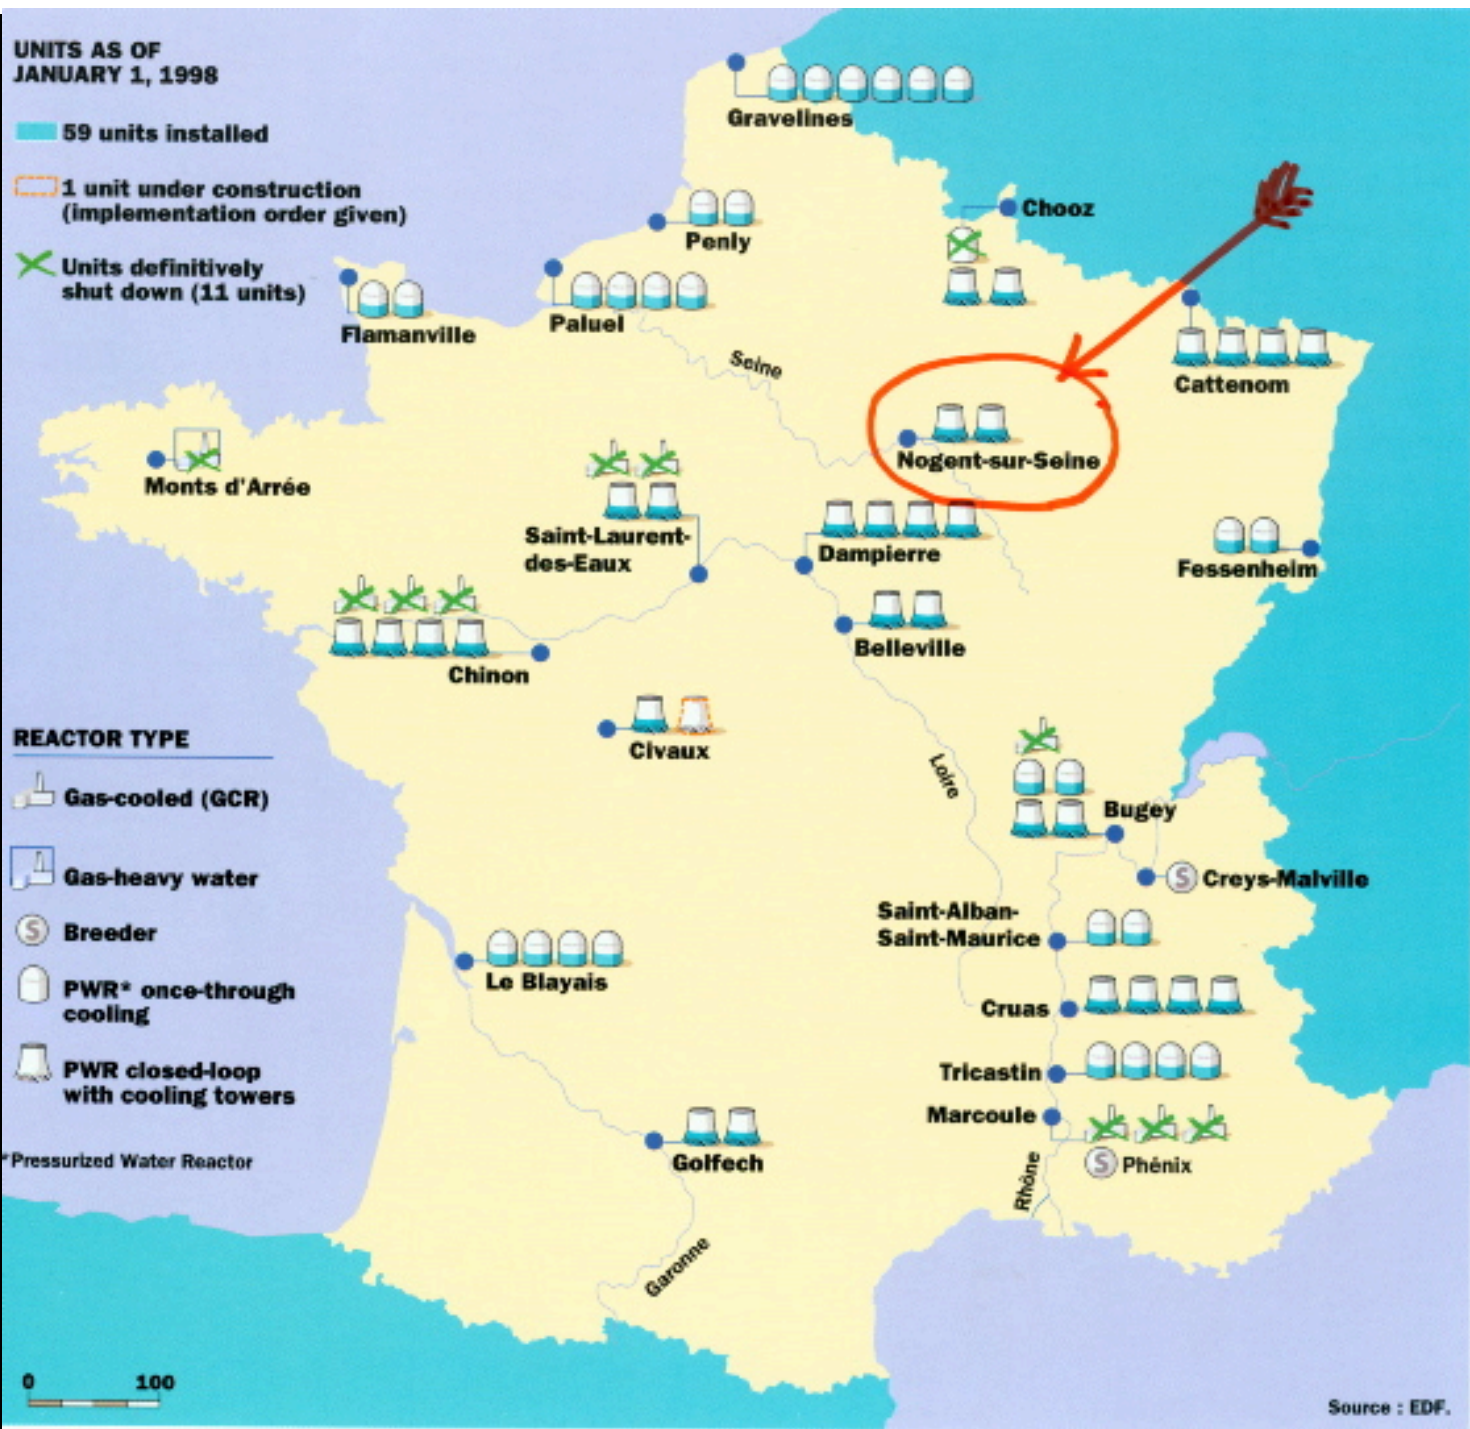 UNITS AS OF
JANUARY 1, 1998
59 units installed
1 unit under construction
(implementation order given)
Units definitively
shut down (11 units)
Gravelines
Penly
Chooz
Paluel
Flamanville
Seine
Cattenom
Nogent-sur-Seine
Monts d'Arrée
Saint-Laurent-
des-Eaux
Dampierre
Fessenheim
Belleville
Chinon
Civaux
Loire
Bugey
S Creys-Malville
REACTOR TYPE
Gas-cooled (GCR)
Gas-heavy water
S Breeder
PWR* once-through
cooling
PWR closed-loop
with cooling towers
*Pressurized Water Reactor
Saint-Alban-
Saint-Maurice
Le Blayais
Cruas
Tricastin
Marcoule
S Phénix
Golfech
Rhône
Garonne
0 100
Source : EDF.